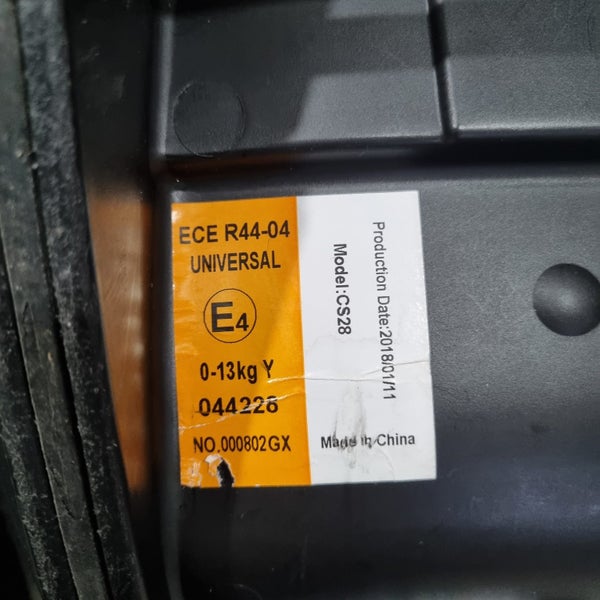 ECE R44-04
UNIVERSAL
E4
0-13kg Y
044228
NO.000802GX
Production Date:2018/01/11
Model:CS28
Made in China